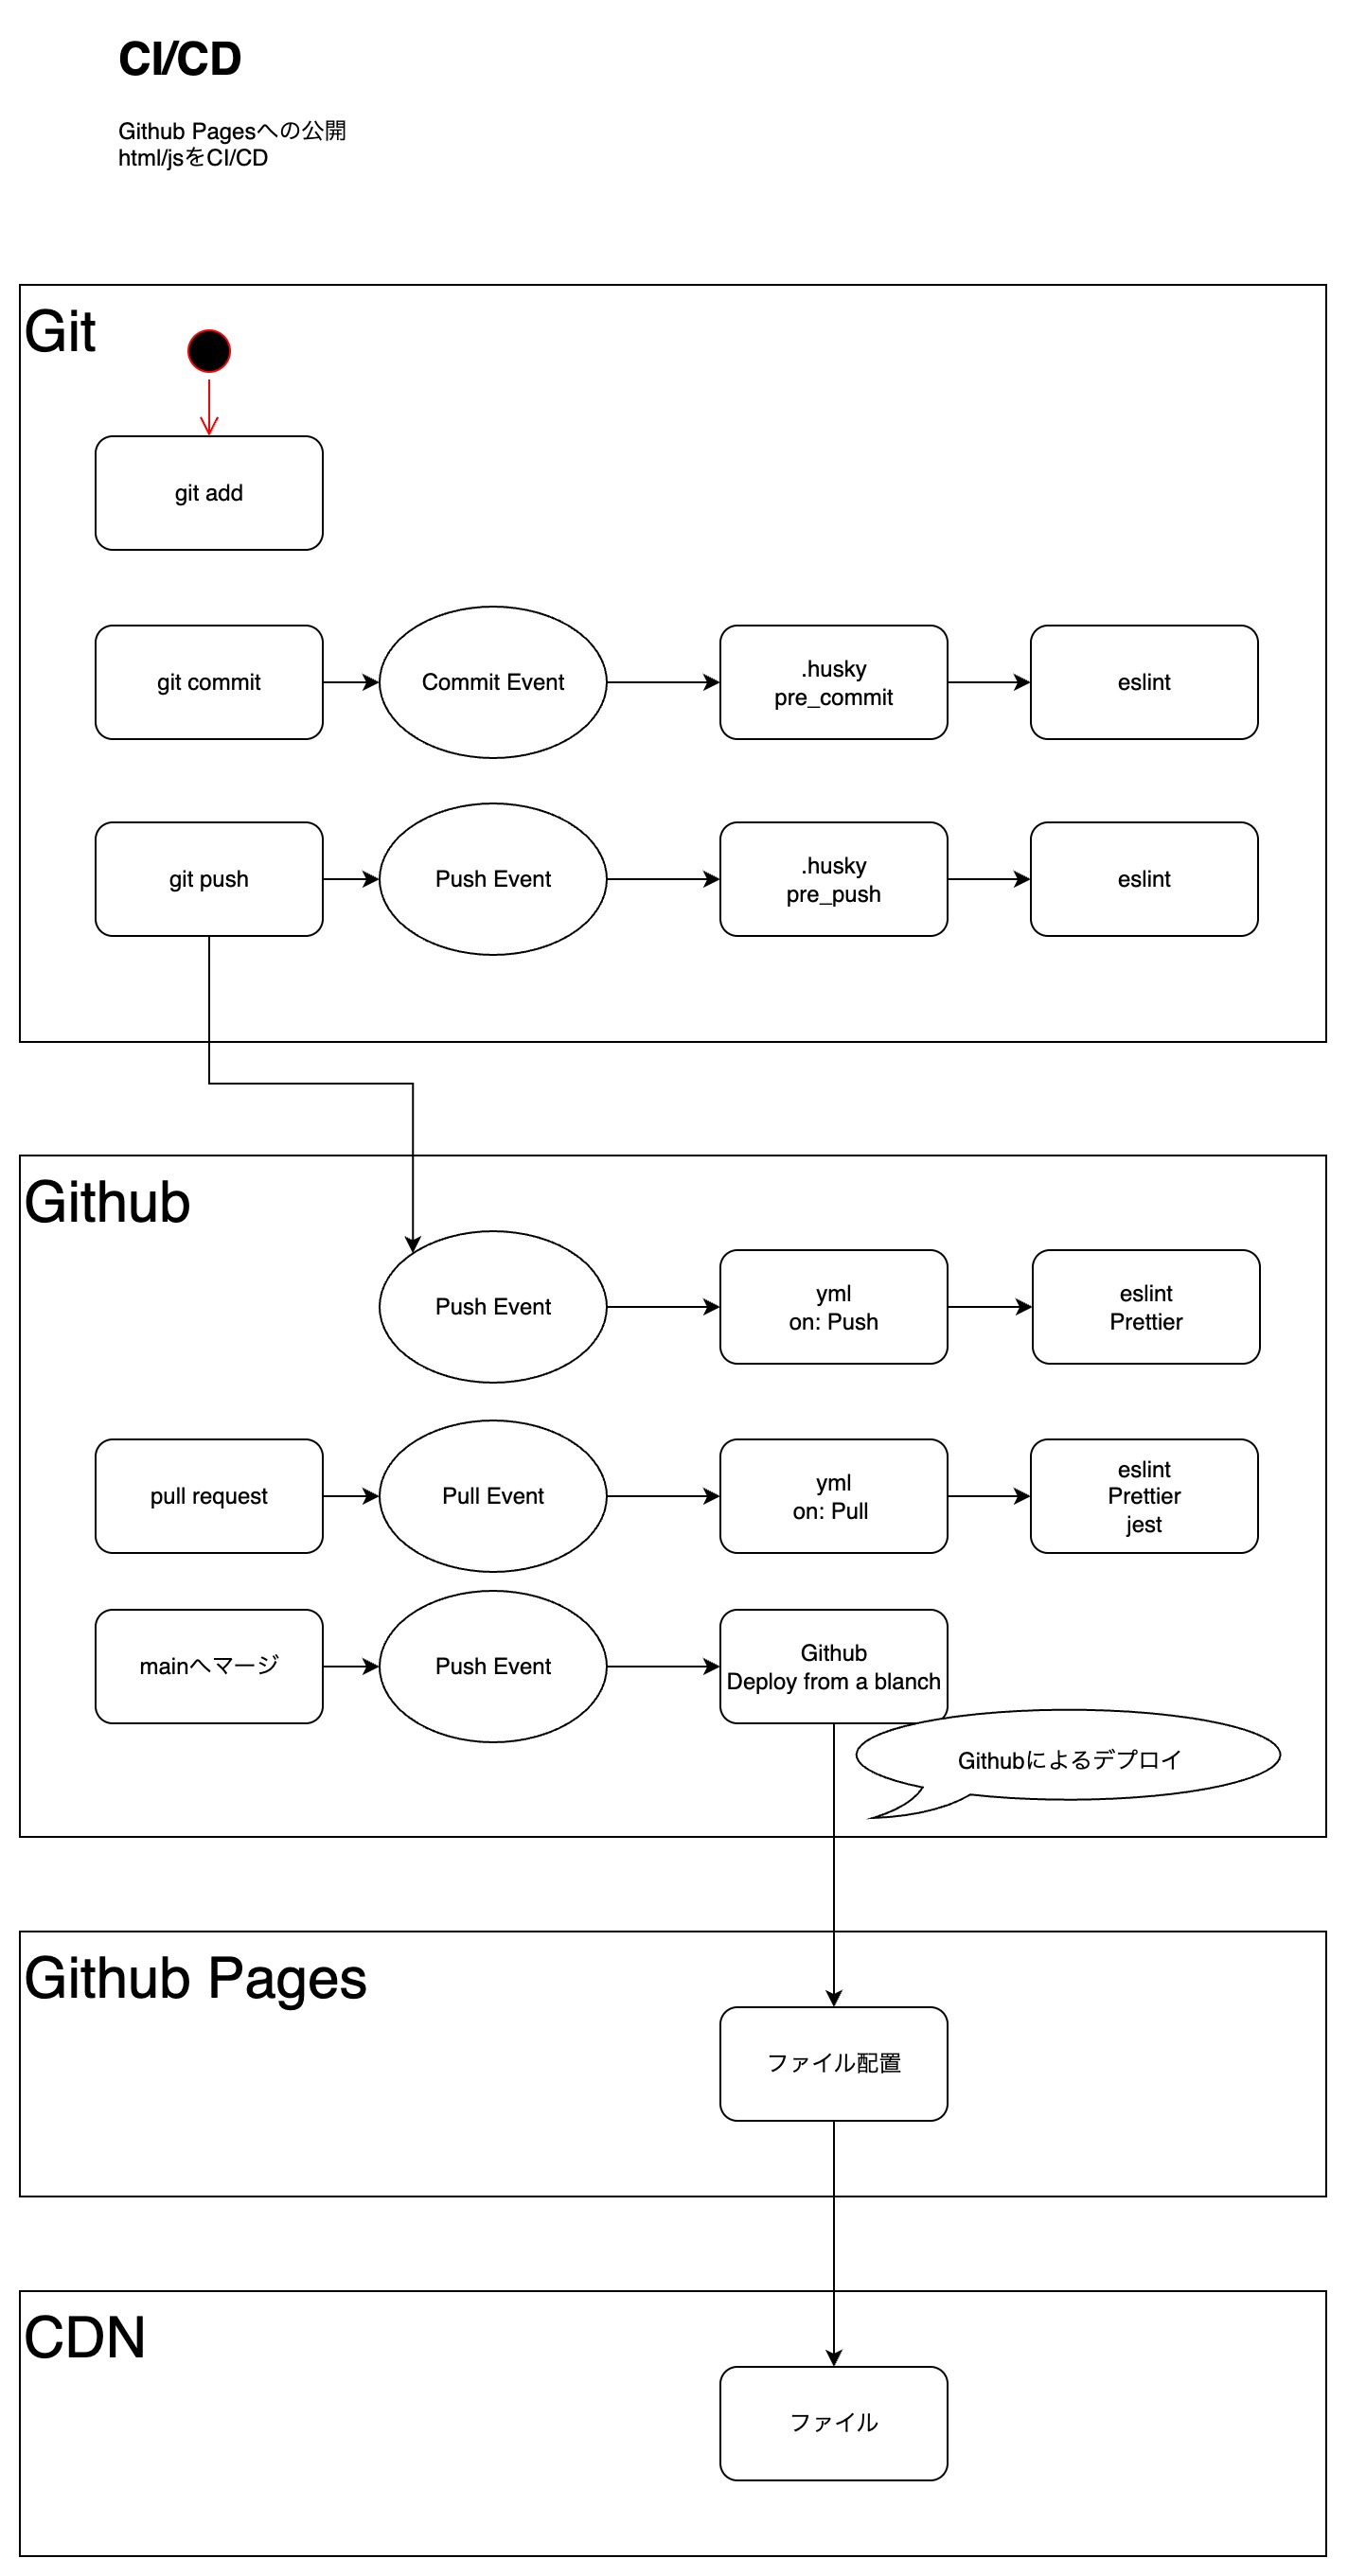 CI/CD
Github Pagesへの公開
html/jsをCI/CD
Git
git add
git commit
Commit Event
.husky
pre_commit
eslint
git push
Push Event
.husky
pre_push
eslint
Github
Push Event
yml
on: Push
eslint
Prettier
pull request
Pull Event
yml
on: Pull
eslint
Prettier
jest
mainへマージ
Push Event
Github
Deploy from a blanch
Githubによるデプロイ
Github Pages
ファイル配置
CDN
ファイル